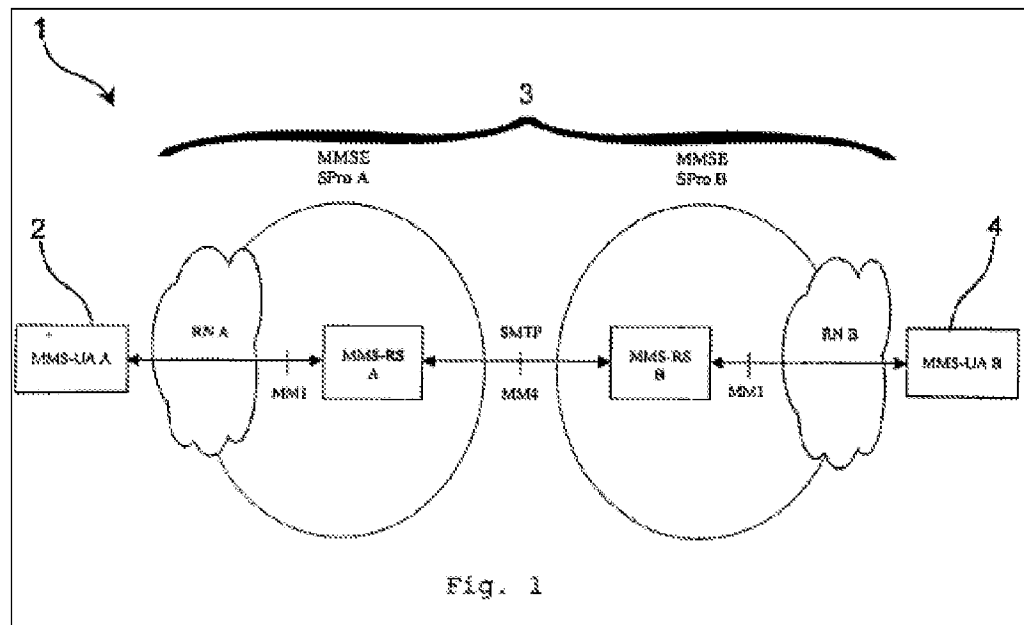 1
3
MMSE
SPro A
MMSE
SPro B
2
4
MMS-UA A
RN A
MMS-RS
A
MM1
SMTP
MM4
MMS-RS
B
MM1
RN B
MMS-UA B
Fig. 1